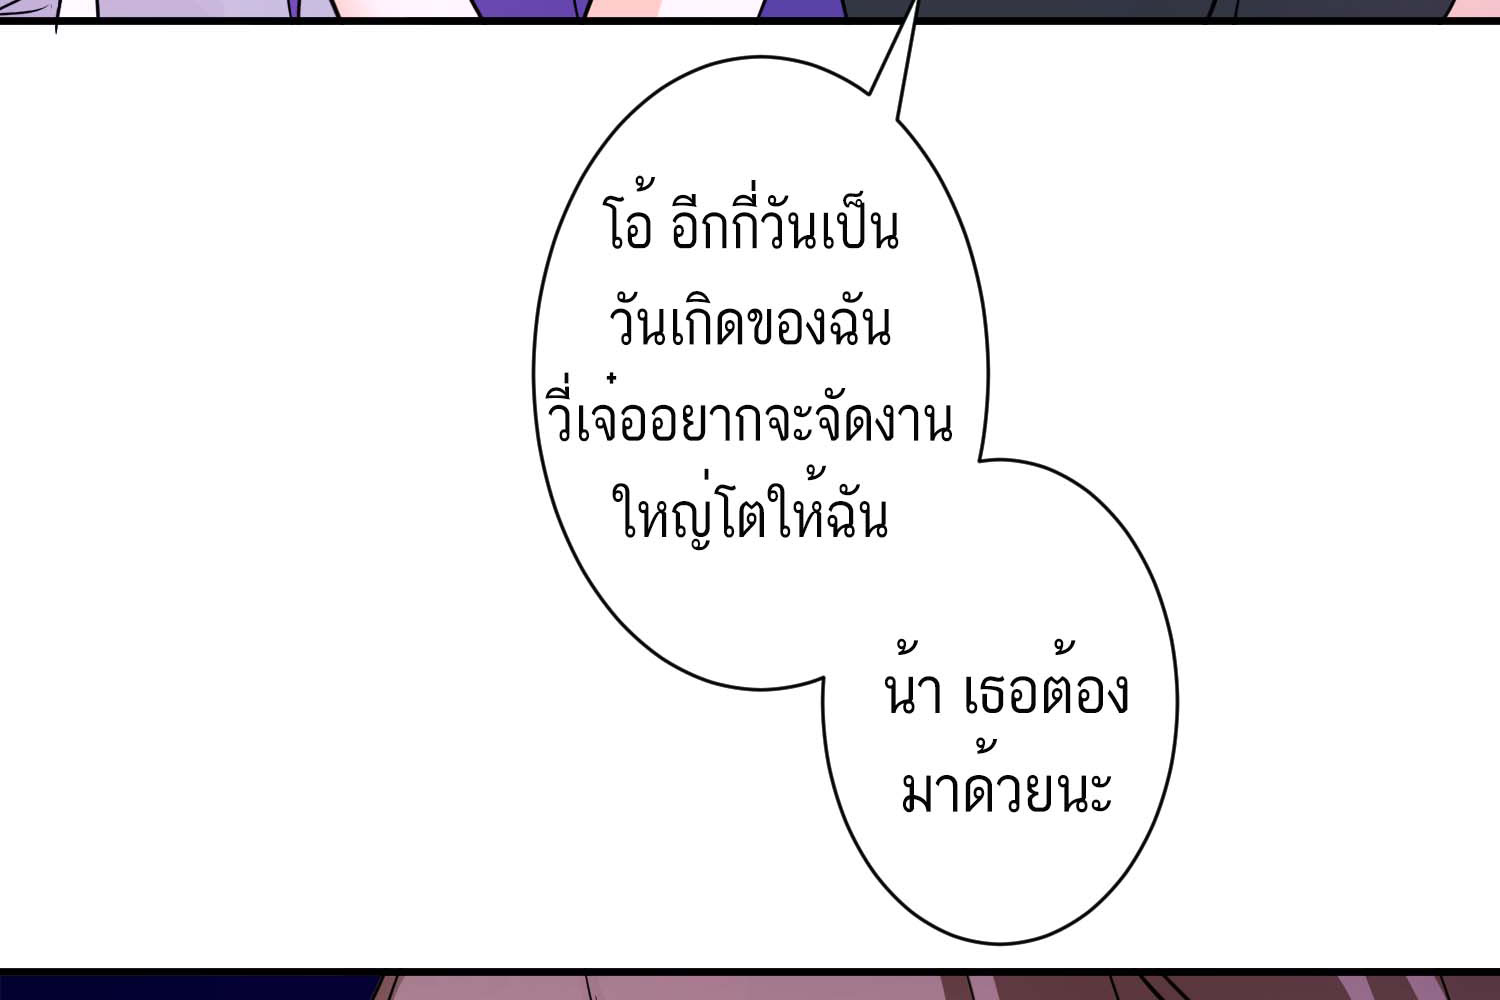 โอ้ อีกกี่วันเป็น
วันเกิดของฉัน
วี่เจ๋ออยากจะจัดงาน
ใหญ่โตให้ฉัน
น้า เธอต้อง
มาด้วยนะ